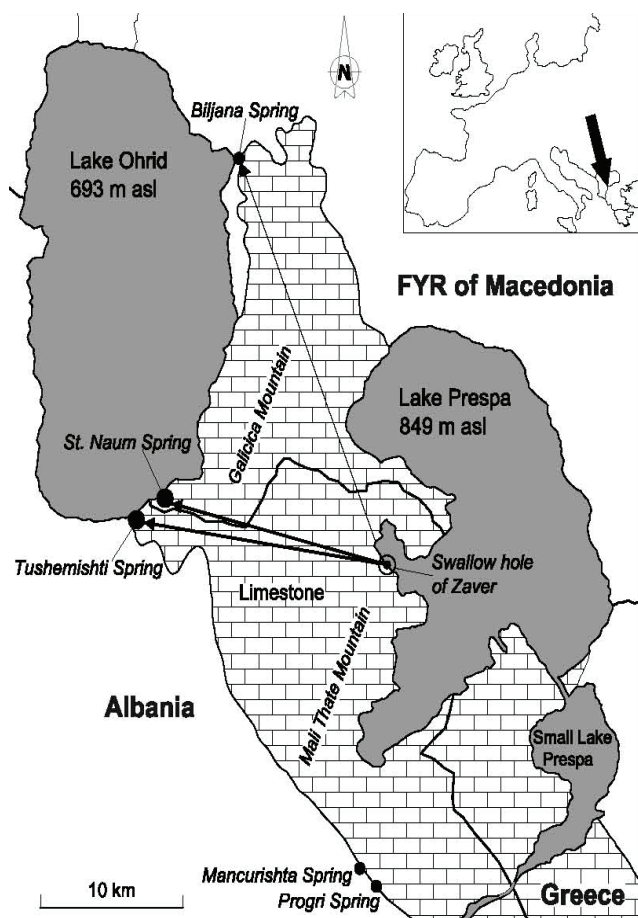 N
Biljana Spring
Lake Ohrid
693 m asl
FYR of Macedonia
Galicica Mountain
Lake Prespa
849 m asl
St. Naum Spring
Tushemishti Spring
Swallow hole
of Zaver
Limestone
Mali Thate Mountain
Albania
Small Lake
Prespa
Mancurishta Spring
Progri Spring
10 km
Greece